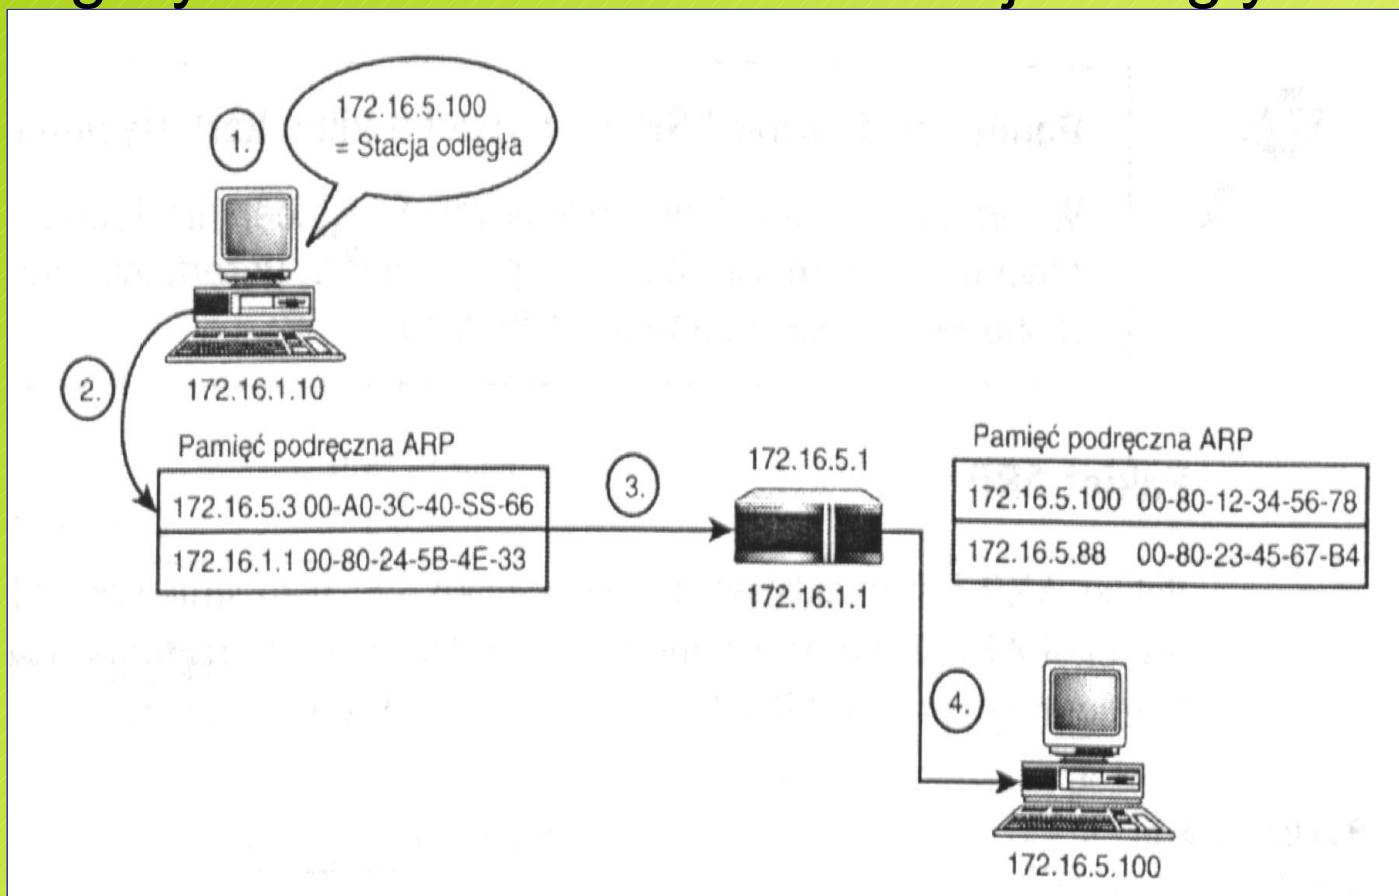 1.
172.16.5.100
= Stacja odległa
2.
172.16.1.10
Pamięć podręczna ARP
172.16.5.3 00-A0-3C-40-SS-66
172.16.1.1 00-80-24-5B-4E-33
3.
172.16.5.1
172.16.1.1
Pamięć podręczna ARP
172.16.5.100 00-80-12-34-56-78
172.16.5.88 00-80-23-45-67-B4
4.
172.16.5.100